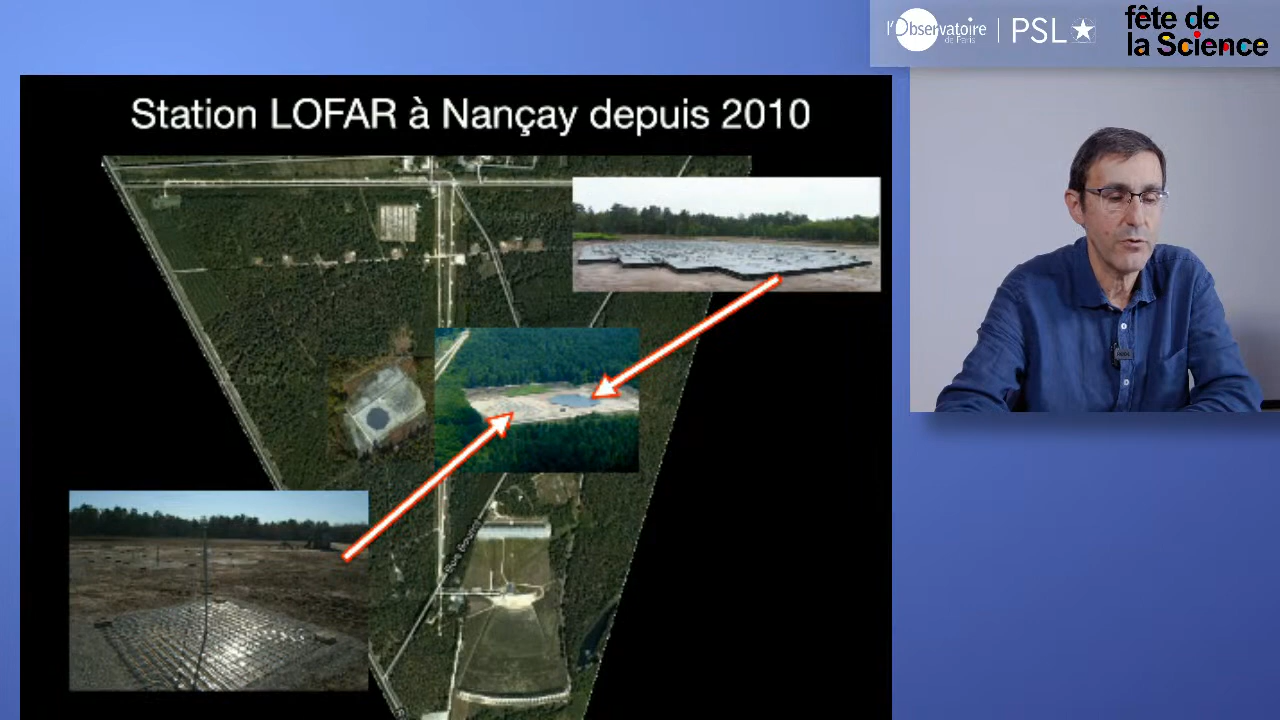 l'Observatoire
de Paris
PSL
fête de
la Science
Station LOFAR à Nançay depuis 2010